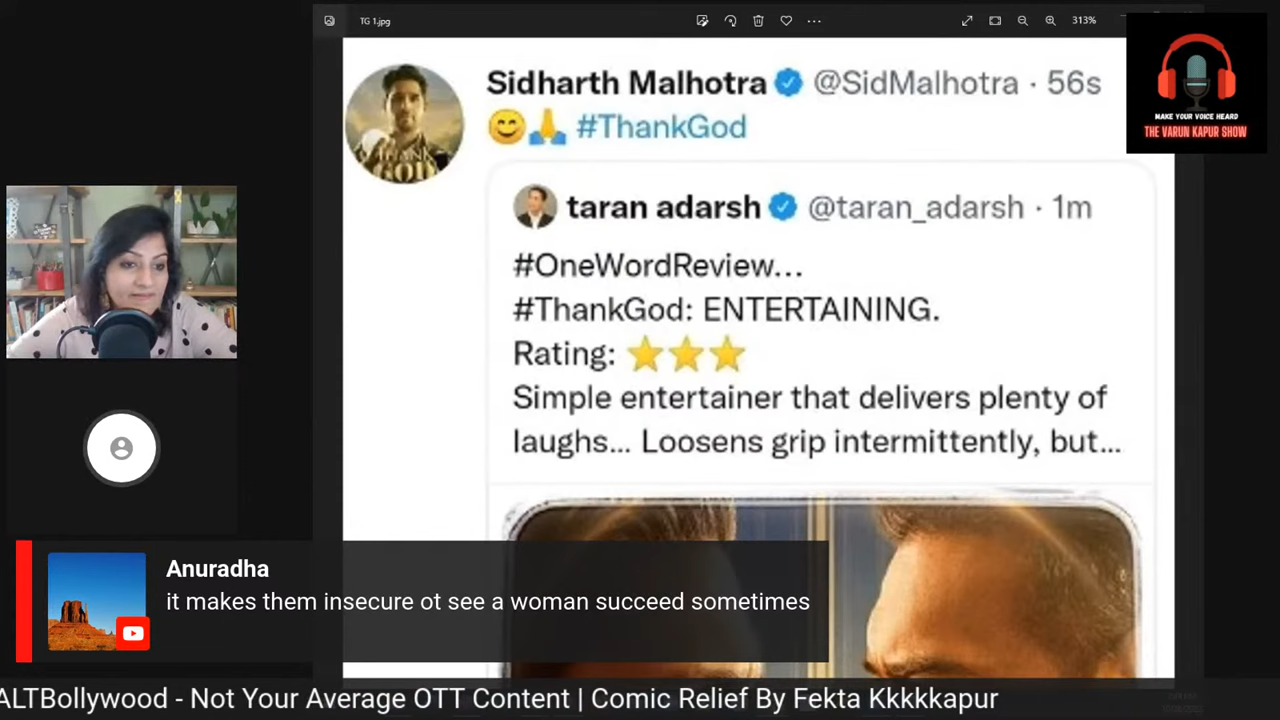 TG 1.jpg
313%
MAKE YOUR VOICE HEARD
THE VARUN KAPUR SHOW
Sidharth Malhotra @SidMalhotra · 56s
😊🙏 #ThankGod
THANK
GOD
taran adarsh @taran_adarsh · 1m
#OneWordReview...
#ThankGod: ENTERTAINING.
Rating: ⭐⭐⭐
Simple entertainer that delivers plenty of
laughs... Loosens grip intermittently, but...
Anuradha
it makes them insecure ot see a woman succeed sometimes
ALTBollywood - Not Your Average OTT Content | Comic Relief By Fekta Kkkkkapur